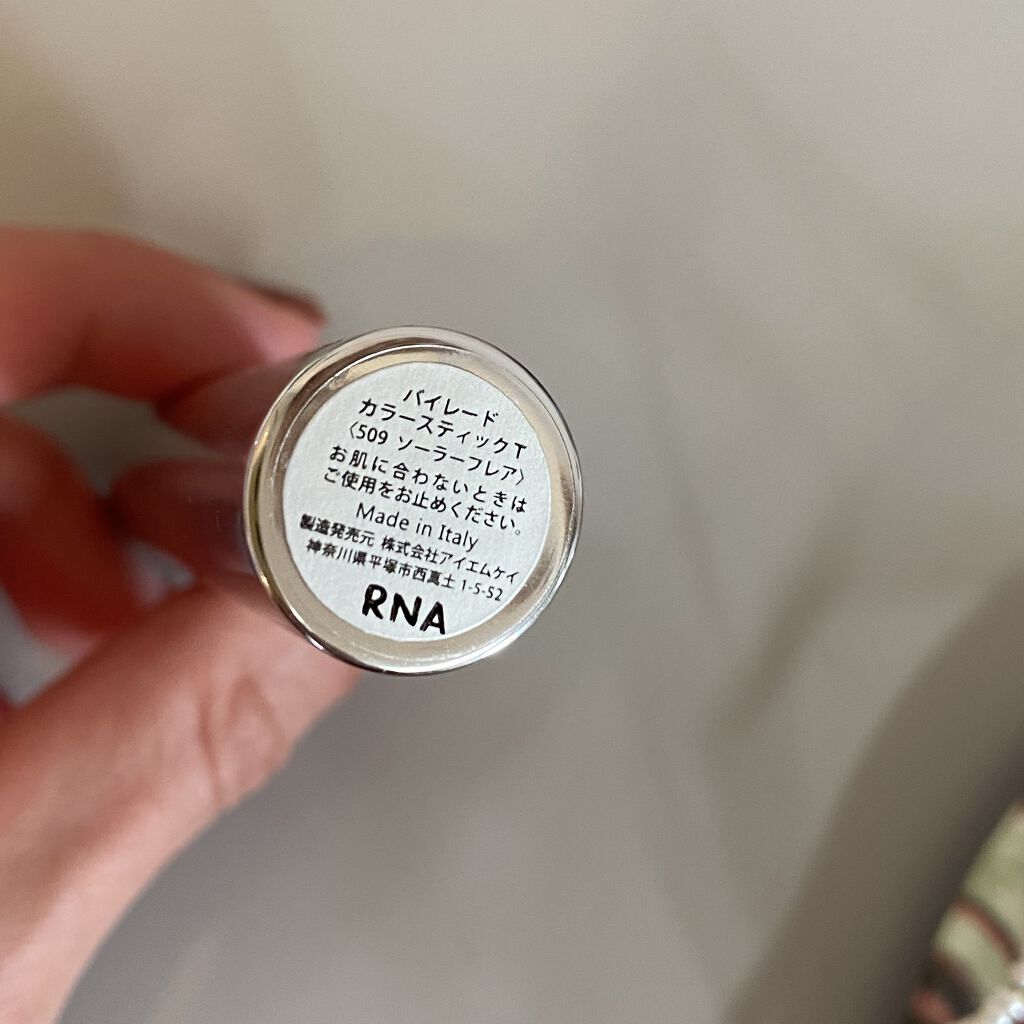 バイレード
カラースティックT
〈509 ソーラーフレア〉
お肌に合わないときは
ご使用をお止めください。
Made in Italy
製造発売元 株式会社アイエムケイ
神奈川県平塚市西真土 1-5-52
RNA